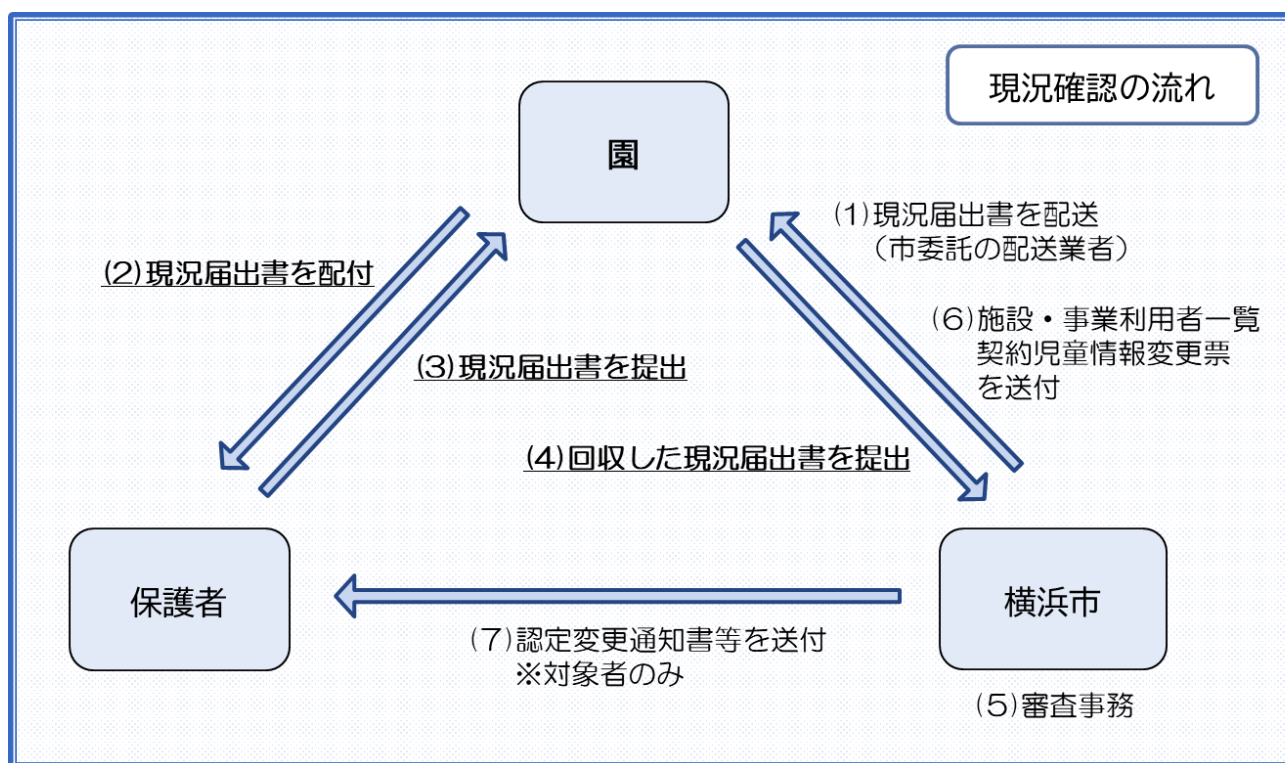 現況確認の流れ
園
(1)現況届出書を配送
(市委託の配送業者)
(2)現況届出書を配付
(6)施設・事業利用者一覧
契約児童情報変更票
を送付
(3)現況届出書を提出
(4)回収した現況届出書を提出
保護者
横浜市
(7)認定変更通知書等を送付
※対象者のみ
(5)審査事務